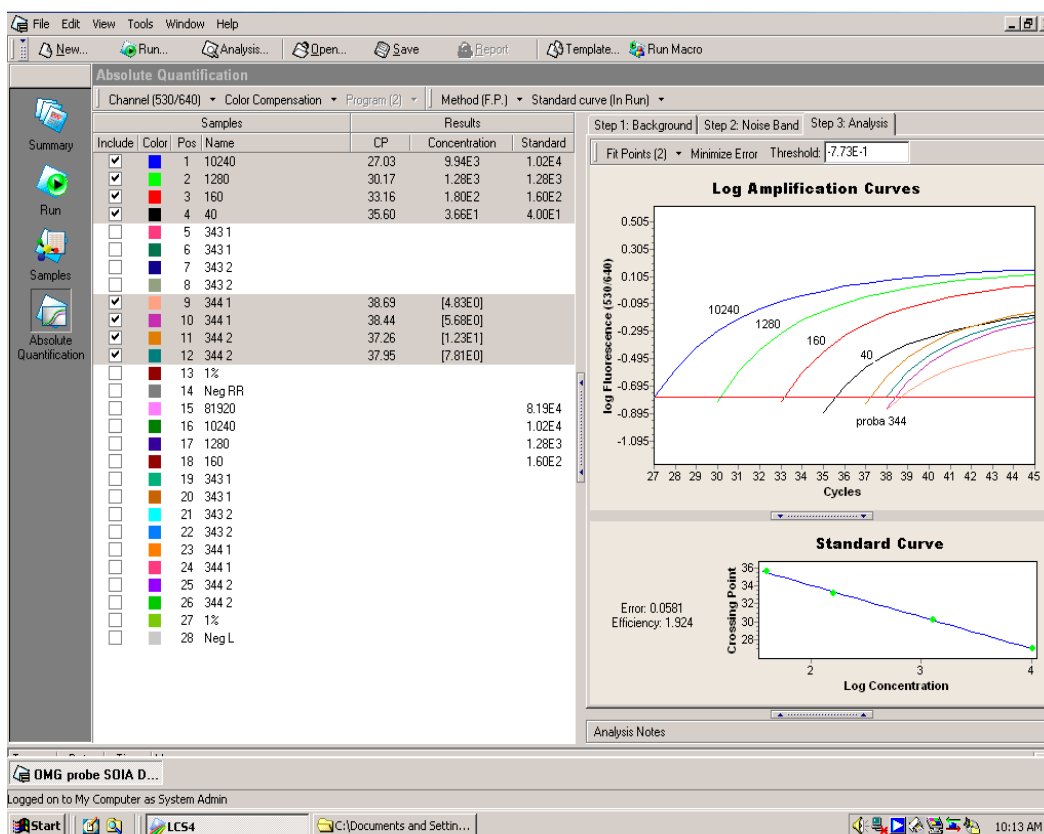 File Edit View Tools Window Help
New... Run... Analysis... Open... Save Report Template... Run Macro
Absolute Quantification
Channel (530/640) Color Compensation Program (2) Method (F.P.) Standard curve (In Run)
Samples Results
Include Color Pos Name CP Concentration Standard
1 10240 27.03 9.94E3 1.02E4
2 1280 30.17 1.28E3 1.28E3
3 160 33.16 1.80E2 1.60E2
4 40 35.60 3.66E1 4.00E1
5 343 1
6 343 1
7 343 2
8 343 2
9 344 1 38.69 [4.83E0]
10 344 1 38.44 [5.68E0]
11 344 2 37.26 [1.23E1]
12 344 2 37.95 [7.81E0]
13 1%
14 Neg RR
15 81920 8.19E4
16 10240 1.02E4
17 1280 1.28E3
18 160 1.60E2
19 343 1
20 343 1
21 343 2
22 343 2
23 344 1
24 344 1
25 344 2
26 344 2
27 1%
28 Neg L
Summary
Run
Samples
Absolute
Quantification
Step 1: Background Step 2: Noise Band Step 3: Analysis
Fit Points (2) Minimize Error Threshold: -7.73E-1
Log Amplification Curves
log Fluorescence (530/640)
0.505
0.305
0.105
-0.095
-0.295
-0.495
-0.695
-0.895
-1.095
10240
1280
160
40
proba 344
27 28 29 30 31 32 33 34 35 36 37 38 39 40 41 42 43 44 45
Cycles
Standard Curve
Error: 0.0581
Efficiency: 1.924
Crossing Point
36
34
32
30
28
2 3 4
Log Concentration
Analysis Notes
OMG probe SOIA D...
Logged on to My Computer as System Admin
Start LCS4 C:\Documents and Settin... 10:13 AM